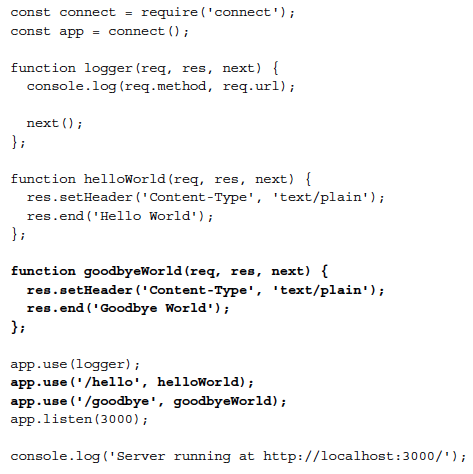 const connect = require('connect');
const app = connect();

function logger(req, res, next) {
  console.log(req.method, req.url);

  next();
};

function helloWorld(req, res, next) {
  res.setHeader('Content-Type', 'text/plain');
  res.end('Hello World');
};

function goodbyeWorld(req, res, next) {
  res.setHeader('Content-Type', 'text/plain');
  res.end('Goodbye World');
};

app.use(logger);
app.use('/hello', helloWorld);
app.use('/goodbye', goodbyeWorld);
app.listen(3000);

console.log('Server running at http://localhost:3000/');